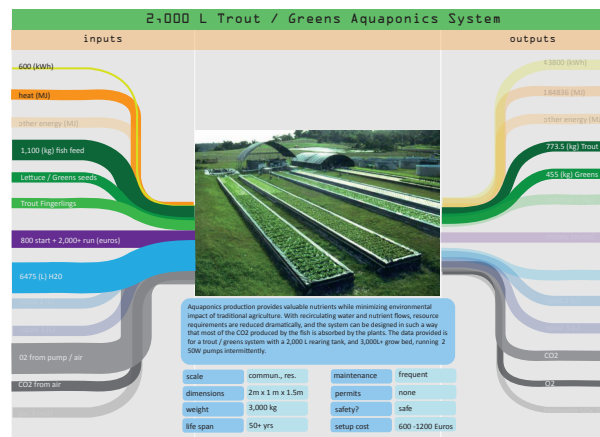 2,000 L Trout / Greens Aquaponics System
inputs
outputs
600 (kWh)
heat (MJ)
other energy (MJ)
1,100 (kg) fish feed
Lettuce / Greens seeds
Trout Fingerlings
800 start + 2,000+ run (euros)
6475 (L) H20
02 from pump / air
CO2 from air
43800 (kWh)
184836 (MJ)
other energy (MJ)
773.5 (kg) Trout
455 (kg) Greens
CO2
O2
Aquaponics production provides valuable nutrients while minimizing environmental
impact of traditional agriculture. With recirculating water and nutrient flows, resource
requirements are reduced dramatically, and the system can be designed in such a way
that most of the CO2 produced by the fish is absorbed by the plants. The data provided is
for a trout / greens system with a 2,000 L rearing tank, and 3,000L+ grow bed, running 2
50W pumps intermittently.
scale commun., res.
dimensions 2m x 1 m x 1.5m
weight 3,000 kg
life span 50+ yrs
maintenance frequent
permits none
safety? safe
setup cost 600 -1200 Euros